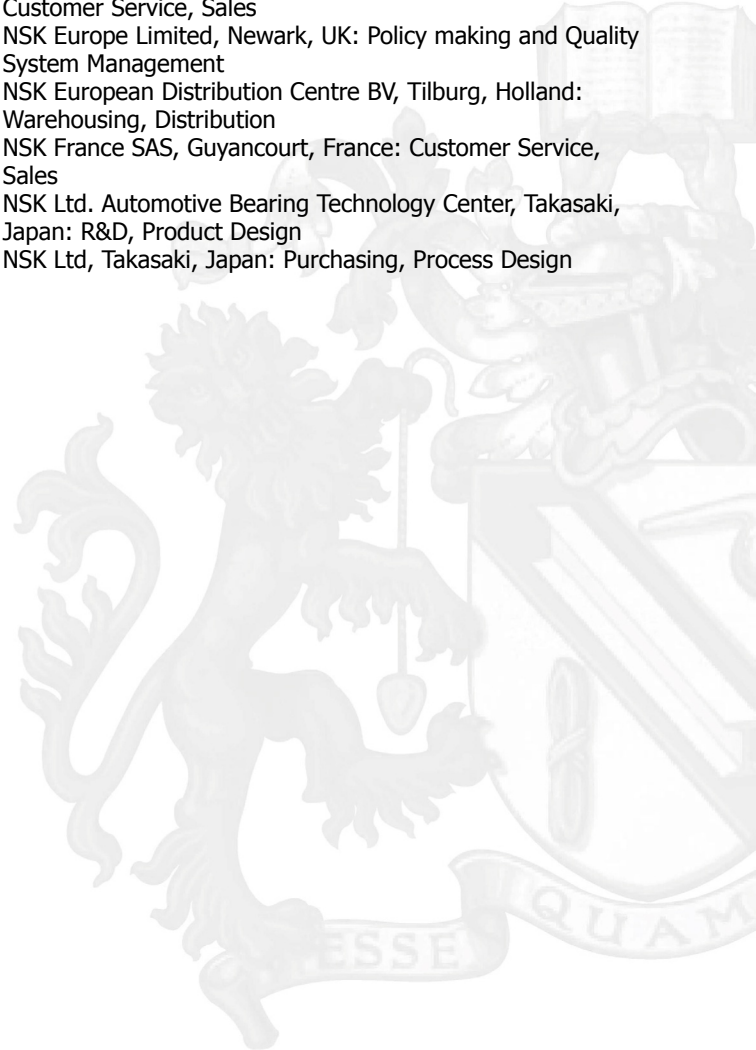 Customer Service, Sales
NSK Europe Limited, Newark, UK: Policy making and Quality
System Management
NSK European Distribution Centre BV, Tilburg, Holland:
Warehousing, Distribution
NSK France SAS, Guyancourt, France: Customer Service,
Sales
NSK Ltd. Automotive Bearing Technology Center, Takasaki,
Japan: R&D, Product Design
NSK Ltd, Takasaki, Japan: Purchasing, Process Design
ESSE QUAM